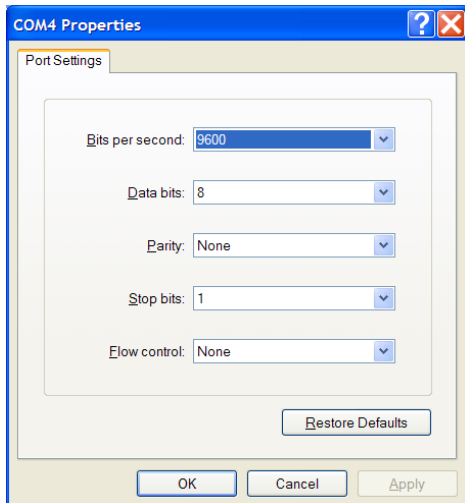 COM4 Properties
Port Settings
Bits per second: 9600
Data bits: 8
Parity: None
Stop bits: 1
Flow control: None
Restore Defaults
OK Cancel Apply